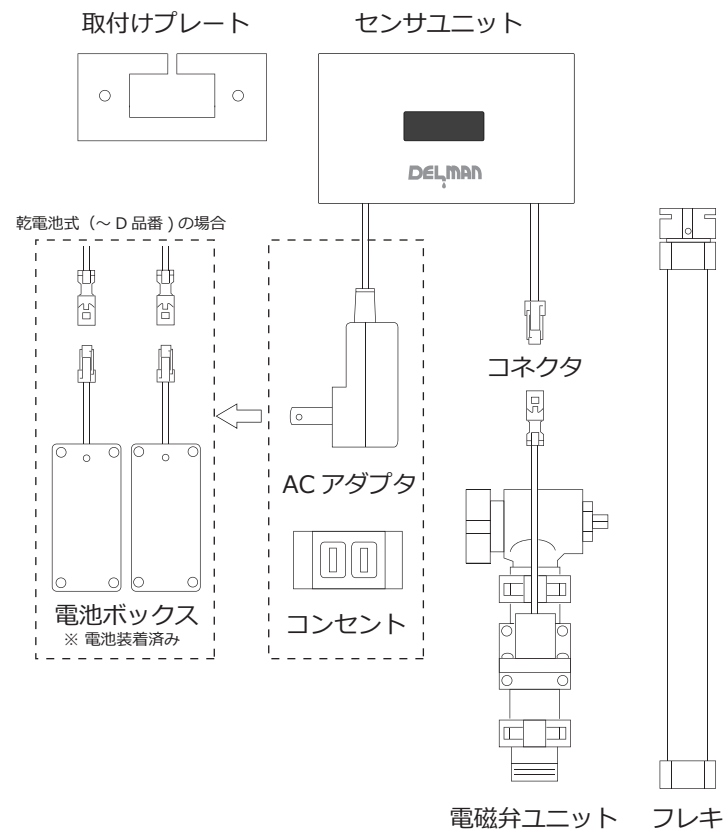 取付けプレート
センサユニット
DELMAN
乾電池式（～ D 品番 ) の場合
コネクタ
AC アダプタ
電池ボックス
※ 電池装着済み
コンセント
電磁弁ユニット
フレキ